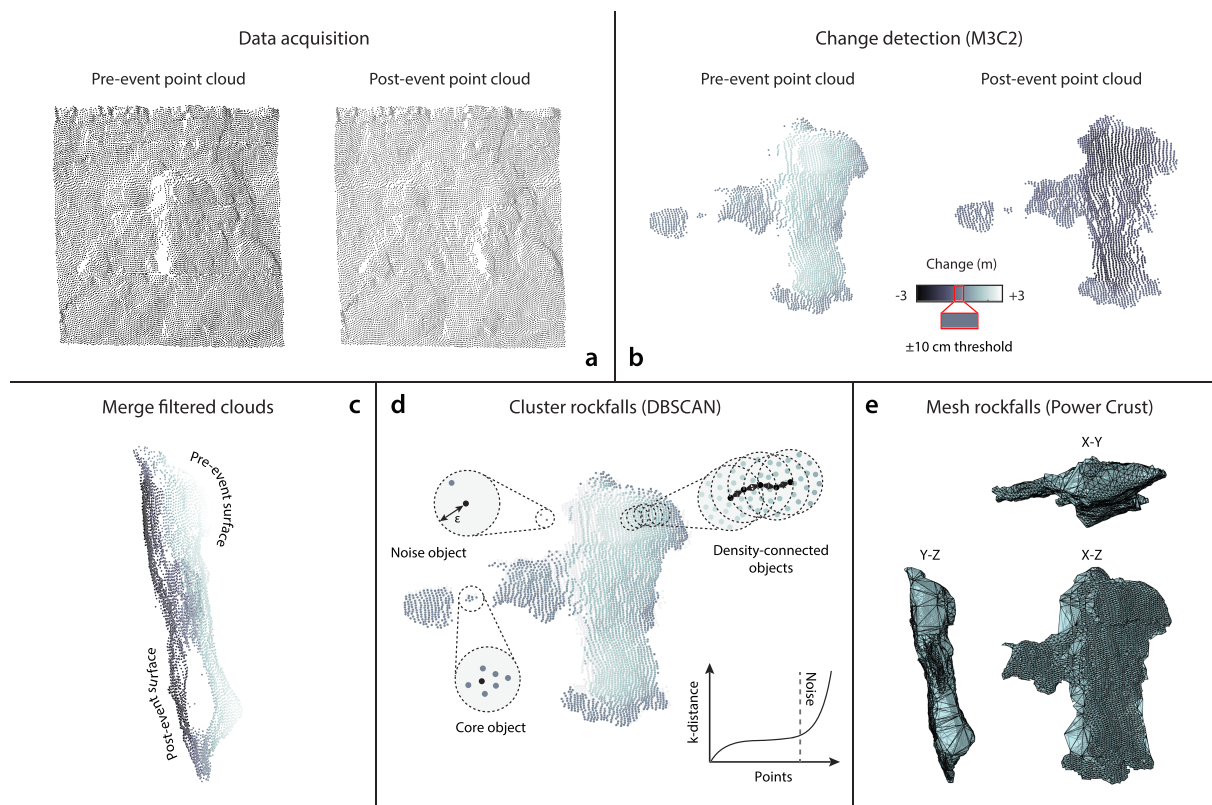 Data acquisition
Pre-event point cloud
Post-event point cloud
a
Change detection (M3C2)
Pre-event point cloud
Post-event point cloud
Change (m)
-3
+3
±10 cm threshold
b
Merge filtered clouds
c
Pre-event surface
Post-event surface
d
Cluster rockfalls (DBSCAN)
ε
Noise object
Density-connected
objects
Core object
k-distance
Noise
Points
e
Mesh rockfalls (Power Crust)
X-Y
Y-Z
X-Z